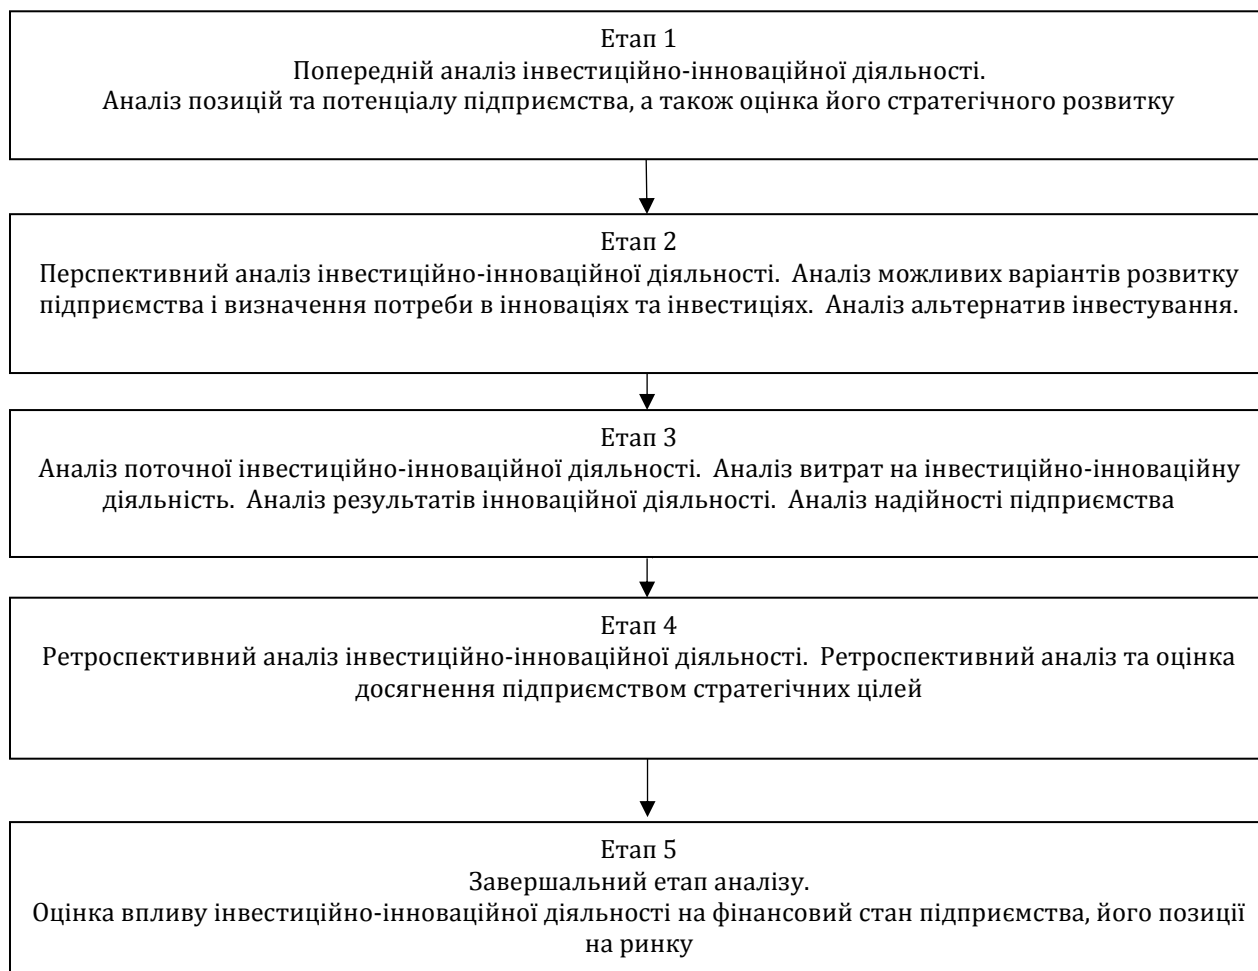 Етап 1
Попередній аналіз інвестиційно-інноваційної діяльності.
Аналіз позицій та потенціалу підприємства, а також оцінка його стратегічного розвитку
Етап 2
Перспективний аналіз інвестиційно-інноваційної діяльності.  Аналіз можливих варіантів розвитку
підприємства і визначення потреби в інноваціях та інвестиціях.  Аналіз альтернатив інвестування.
Етап 3
Аналіз поточної інвестиційно-інноваційної діяльності.  Аналіз витрат на інвестиційно-інноваційну
діяльність.  Аналіз результатів інноваційної діяльності.  Аналіз надійності підприємства
Етап 4
Ретроспективний аналіз інвестиційно-інноваційної діяльності.  Ретроспективний аналіз та оцінка
досягнення підприємством стратегічних цілей
Етап 5
Завершальний етап аналізу.
Оцінка впливу інвестиційно-інноваційної діяльності на фінансовий стан підприємства, його позиції
на ринку